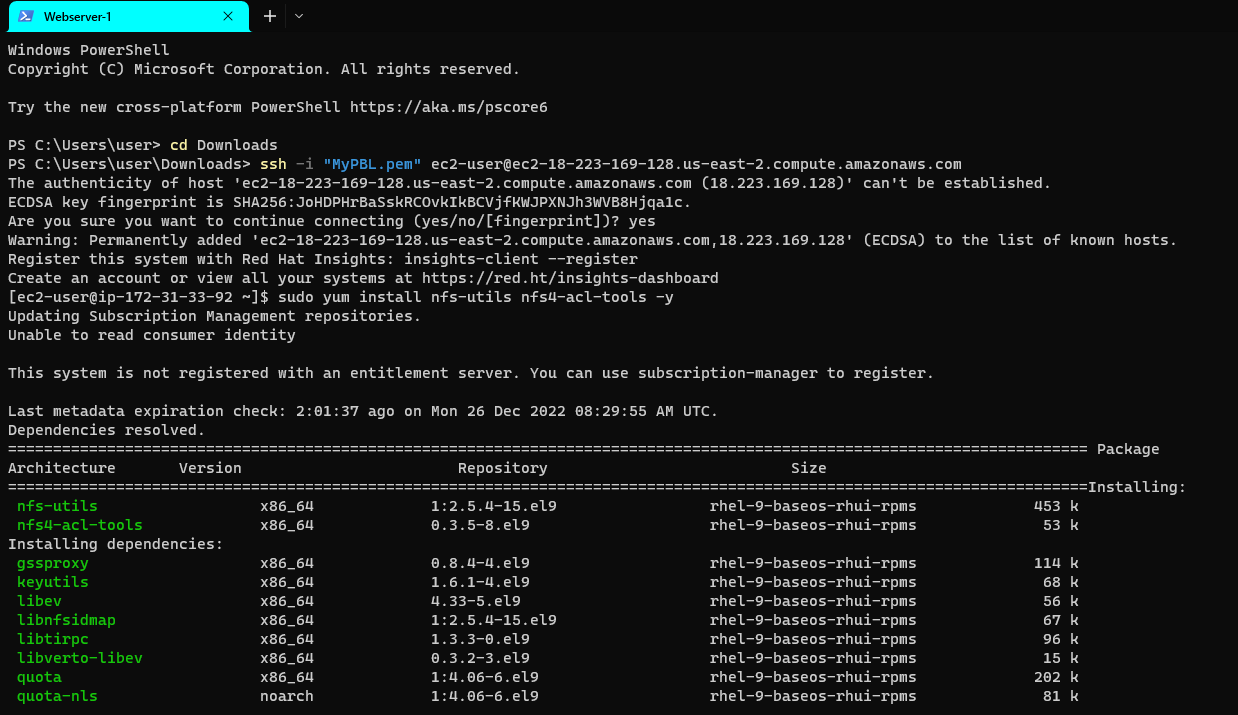 Webserver-1
Windows PowerShell
Copyright (C) Microsoft Corporation. All rights reserved.
Try the new cross-platform PowerShell https://aka.ms/pscore6
PS C:\Users\user> cd Downloads
PS C:\Users\user\Downloads> ssh -i "MyPBL.pem" ec2-user@ec2-18-223-169-128.us-east-2.compute.amazonaws.com
The authenticity of host 'ec2-18-223-169-128.us-east-2.compute.amazonaws.com (18.223.169.128)' can't be established.
ECDSA key fingerprint is SHA256:JoHDPHrBaSskRCOvkIkBCVjfKWJPXNJh3WVB8Hjqa1c.
Are you sure you want to continue connecting (yes/no/[fingerprint])? yes
Warning: Permanently added 'ec2-18-223-169-128.us-east-2.compute.amazonaws.com,18.223.169.128' (ECDSA) to the list of known hosts.
Register this system with Red Hat Insights: insights-client --register
Create an account or view all your systems at https://red.ht/insights-dashboard
[ec2-user@ip-172-31-33-92 ~]$ sudo yum install nfs-utils nfs4-acl-tools -y
Updating Subscription Management repositories.
Unable to read consumer identity
This system is not registered with an entitlement server. You can use subscription-manager to register.
Last metadata expiration check: 2:01:37 ago on Mon 26 Dec 2022 08:29:55 AM UTC.
Dependencies resolved.
======================================================================================================================== Package
Architecture Version Repository Size
========================================================================================================================Installing:
nfs-utils x86_64 1:2.5.4-15.el9 rhel-9-baseos-rhui-rpms 453 k
nfs4-acl-tools x86_64 0.3.5-8.el9 rhel-9-baseos-rhui-rpms 53 k
Installing dependencies:
gssproxy x86_64 0.8.4-4.el9 rhel-9-baseos-rhui-rpms 114 k
keyutils x86_64 1.6.1-4.el9 rhel-9-baseos-rhui-rpms 68 k
libev x86_64 4.33-5.el9 rhel-9-baseos-rhui-rpms 56 k
libnfsidmap x86_64 1:2.5.4-15.el9 rhel-9-baseos-rhui-rpms 67 k
libtirpc x86_64 1.3.3-0.el9 rhel-9-baseos-rhui-rpms 96 k
libverto-libev x86_64 0.3.2-3.el9 rhel-9-baseos-rhui-rpms 15 k
quota x86_64 1:4.06-6.el9 rhel-9-baseos-rhui-rpms 202 k
quota-nls noarch 1:4.06-6.el9 rhel-9-baseos-rhui-rpms 81 k